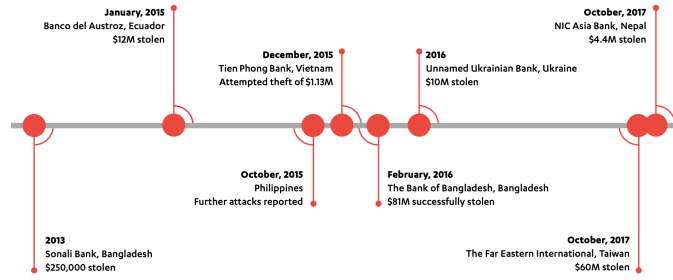 January, 2015
Banco del Austroz, Ecuador
$12M stolen
October, 2017
NIC Asia Bank, Nepal
$4.4M stolen
December, 2015
Tien Phong Bank, Vietnam
Attempted theft of $1.13M
2016
Unnamed Ukrainian Bank, Ukraine
$10M stolen
October, 2015
Philippines
Further attacks reported
February, 2016
The Bank of Bangladesh, Bangladesh
$81M successfully stolen
2013
Sonali Bank, Bangladesh
$250,000 stolen
October, 2017
The Far Eastern International, Taiwan
$60M stolen